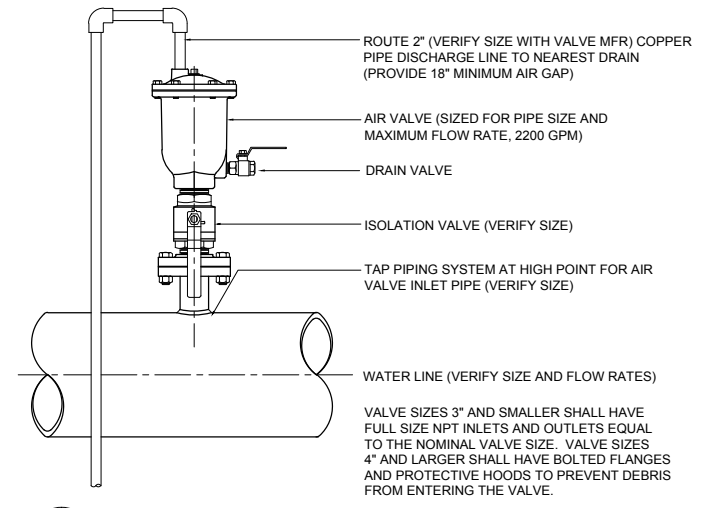 ROUTE 2" (VERIFY SIZE WITH VALVE MFR) COPPER
PIPE DISCHARGE LINE TO NEAREST DRAIN
(PROVIDE 18" MINIMUM AIR GAP)
AIR VALVE (SIZED FOR PIPE SIZE AND
MAXIMUM FLOW RATE, 2200 GPM)
DRAIN VALVE
ISOLATION VALVE (VERIFY SIZE)
TAP PIPING SYSTEM AT HIGH POINT FOR AIR
VALVE INLET PIPE (VERIFY SIZE)
WATER LINE (VERIFY SIZE AND FLOW RATES)
VALVE SIZES 3" AND SMALLER SHALL HAVE
FULL SIZE NPT INLETS AND OUTLETS EQUAL
TO THE NOMINAL VALVE SIZE. VALVE SIZES
4" AND LARGER SHALL HAVE BOLTED FLANGES
AND PROTECTIVE HOODS TO PREVENT DEBRIS
FROM ENTERING THE VALVE.